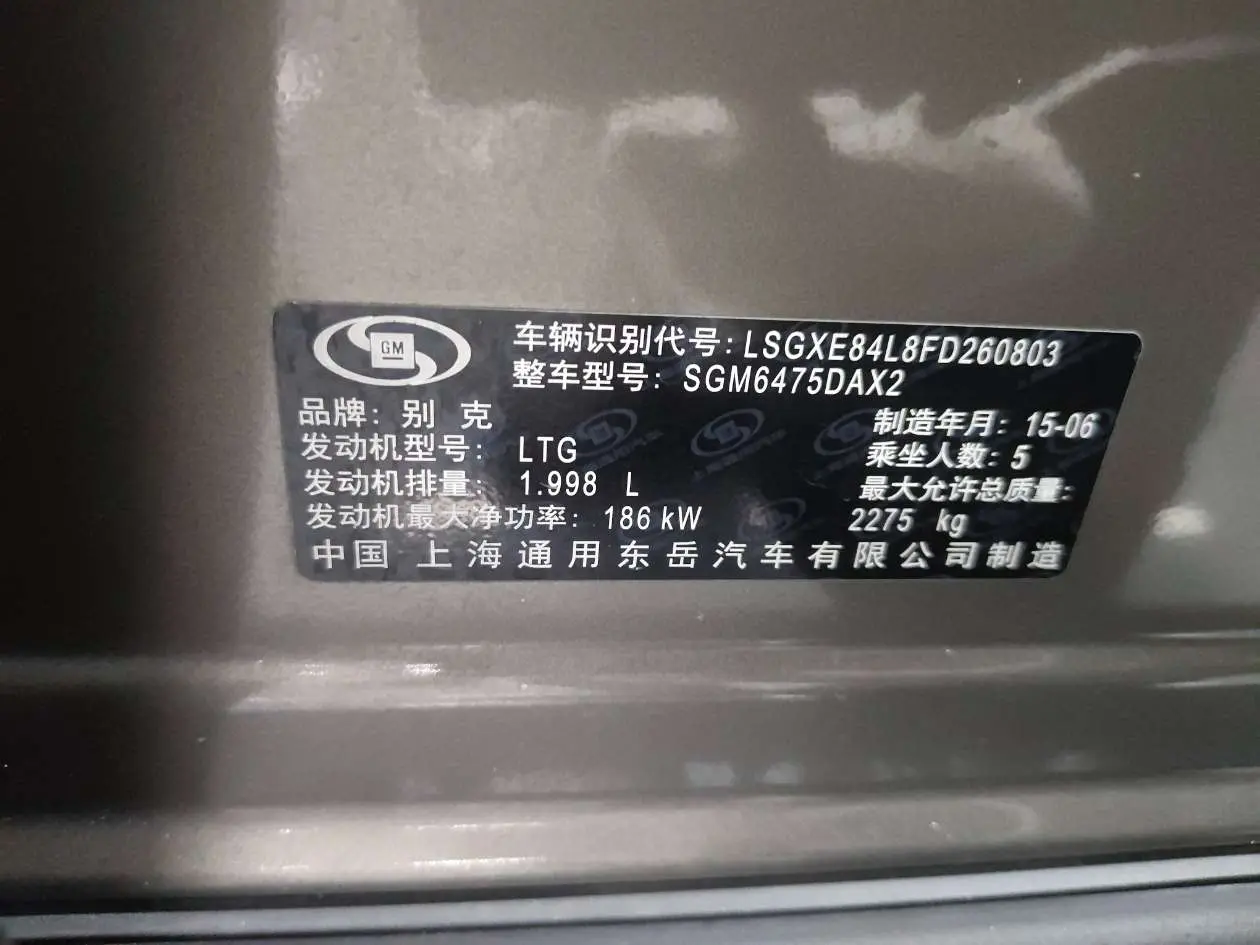 GM
车辆识别代号:LSGXE84L8FD260803
整车型号: SGM6475DAX2
品牌: 别 克
制造年月: 15-06
发动机型号: LTG
乘坐人数: 5
发动机排量: 1.998 L
最大允许总质量:
发动机最大净功率: 186 kW
2275 kg
中国 上海通用东岳汽车有限公司制造